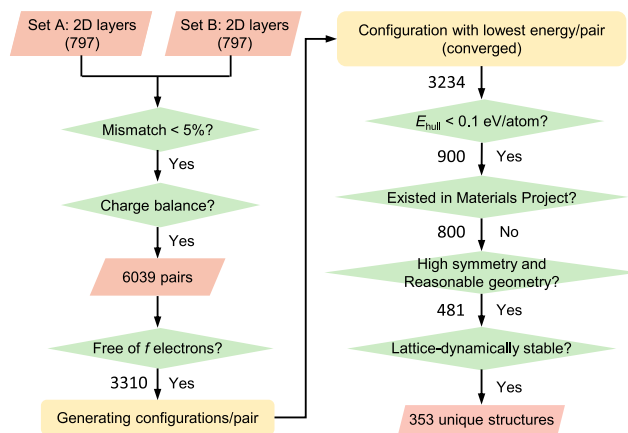 Set A: 2D layers
(797)
Set B: 2D layers
(797)
Mismatch < 5%?
Yes
Charge balance?
Yes
6039 pairs
Free of f electrons?
3310 Yes
Generating configurations/pair
Configuration with lowest energy/pair
(converged)
3234
Ehull < 0.1 eV/atom?
900 Yes
Existed in Materials Project?
800 No
High symmetry and
Reasonable geometry?
481 Yes
Lattice-dynamically stable?
Yes
353 unique structures